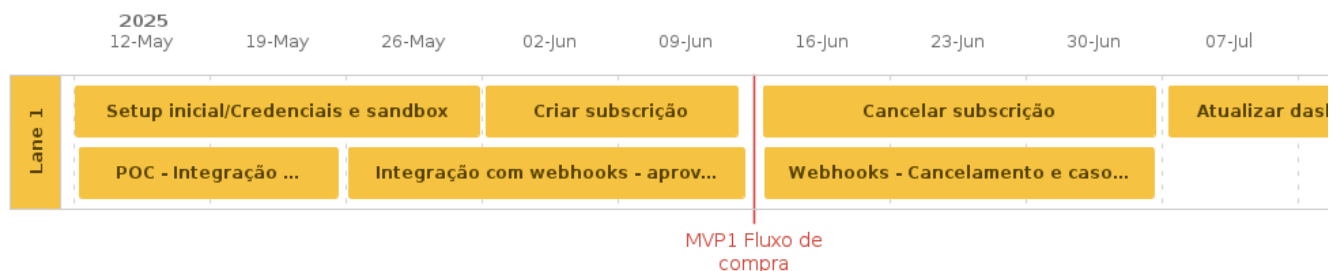 2025
12-May 19-May 26-May 02-Jun 09-Jun 16-Jun 23-Jun 30-Jun 07-Jul
Lane 1
Setup inicial/Credenciais e sandbox Criar subscrição Cancelar subscrição Atualizar
POC - Integração ... Integração com webhooks - aprov... Webhooks - Cancelamento e caso...
MVP1 Fluxo de
compra